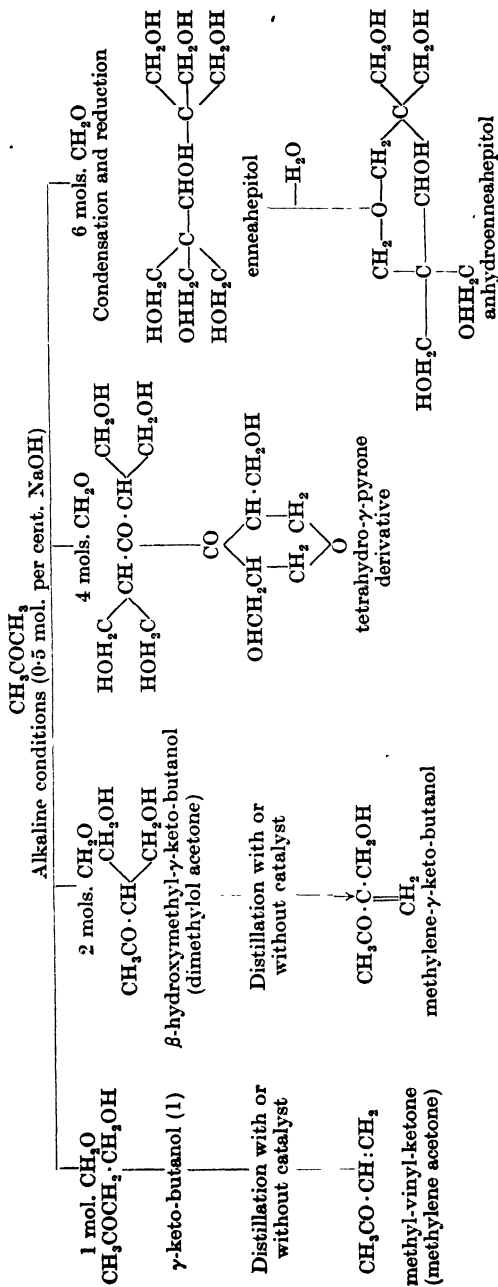 CH₃COCH₃
Alkaline conditions (0·5 mol. per cent. NaOH)
1 mol. CH₂O
CH₃COCH₂·CH₂OH
γ-keto-butanol (1)
Distillation with or
without catalyst
CH₃CO·CH:CH₂
methyl-vinyl-ketone
(methylene acetone)
2 mols. CH₂O
CH₂OH
CH₃CO·CH
CH₂OH
β-hydroxymethyl-γ-keto-butanol
(dimethylol acetone)
Distillation with or
without catalyst
CH₃CO·C·CH₂OH
CH₂
methylene-γ-keto-butanol
4 mols. CH₂O
HOH₂C CH₂OH
CH·CO·CH
HOH₂C CH₂OH
CO
OHCH₂CH CH·CH₂OH
CH₂ CH₂
O
tetrahydro-γ-pyrone
derivative
6 mols. CH₂O
Condensation and reduction
HOH₂C CH₂OH
OHH₂C—C—CHOH—C—CH₂OH
HOH₂C CH₂OH
enneahepitol
—H₂O
CH₂—O—CH₂ CH₂OH
HOH₂C—C—CHOH—C
OHH₂C CH₂OH
anhydroenneahepitol